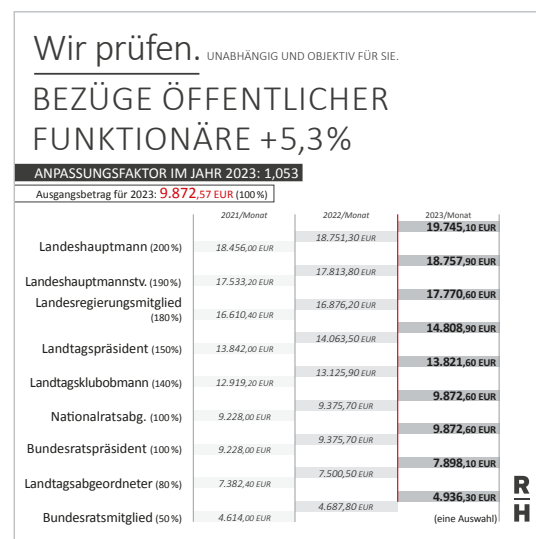 Wir prüfen. UNABHÄNGIG UND OBJEKTIV FÜR SIE.
BEZÜGE ÖFFENTLICHER
FUNKTIONÄRE +5,3%
ANPASSUNGSFAKTOR IM JAHR 2023: 1,053
Ausgangsbetrag für 2023: 9.872,57 EUR (100 %)
2021/Monat 2022/Monat 2023/Monat
19.745,10 EUR
18.751,30 EUR
Landeshauptmann (200 %) 18.456,00 EUR
18.757,90 EUR
17.813,80 EUR
Landeshauptmannstv. (190 %) 17.533,20 EUR
17.770,60 EUR
Landesregierungsmitglied
16.876,20 EUR
(180 %) 16.610,40 EUR
14.808,90 EUR
14.063,50 EUR
Landtagspräsident (150%) 13.842,00 EUR
13.821,60 EUR
13.125,90 EUR
Landtagsklubobmann (140%) 12.919,20 EUR
9.872,60 EUR
9.375,70 EUR
Nationalratsabg. (100 %) 9.228,00 EUR
9.872,60 EUR
9.375,70 EUR
Bundesratspräsident (100 %) 9.228,00 EUR
7.898,10 EUR
7.500,50 EUR
Landtagsabgeordneter (80 %) 7.382,40 EUR
4.936,30 EUR
4.687,80 EUR
Bundesratsmitglied (50 %) 4.614,00 EUR (eine Auswahl)
R
H